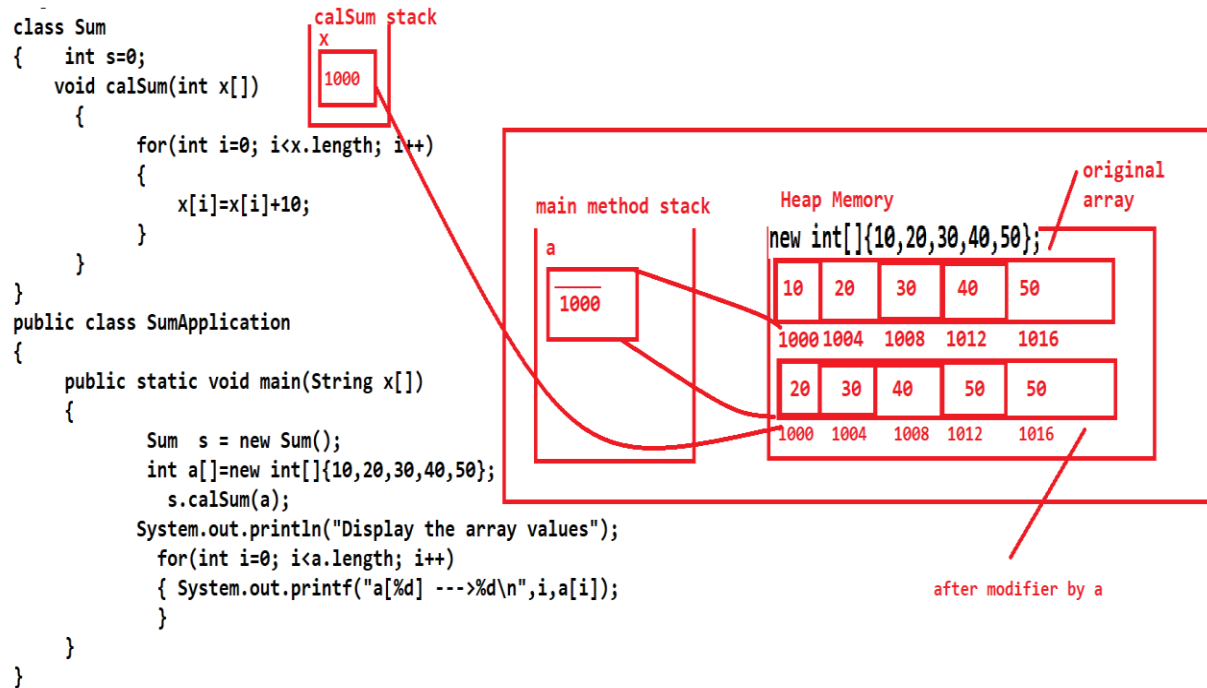 class Sum
{ int s=0;
void calSum(int x[])
{
for(int i=0; i<x.length; i++)
{
x[i]=x[i]+10;
}
}
}
public class SumApplication
{
public static void main(String x[])
{
Sum s = new Sum();
int a[]=new int[]{10,20,30,40,50};
s.calSum(a);
System.out.println("Display the array values");
for(int i=0; i<a.length; i++)
{ System.out.printf("a[%d] --->%d\n",i,a[i]);
}
}
}
calSum stack
x
1000
main method stack
a
1000
Heap Memory
original
array
new int[]{10,20,30,40,50};
10 20 30 40 50
1000 1004 1008 1012 1016
20 30 40 50 50
1000 1004 1008 1012 1016
after modifier by a